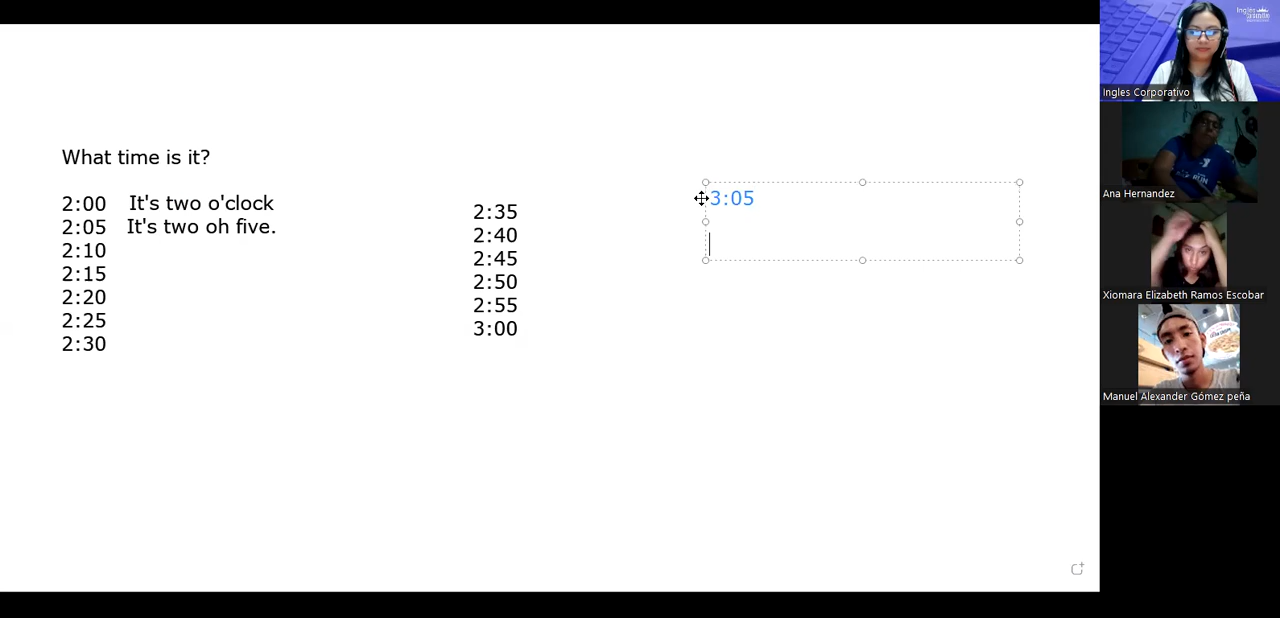 What time is it?
2:00 It's two o'clock
2:05 It's two oh five.
2:10
2:15
2:20
2:25
2:30
2:35
2:40
2:45
2:50
2:55
3:00
3:05
Ingles
Ingles Corporativo
Ana Hernandez
Xiomara Elizabeth Ramos Escobar
Manuel Alexander Gómez peña